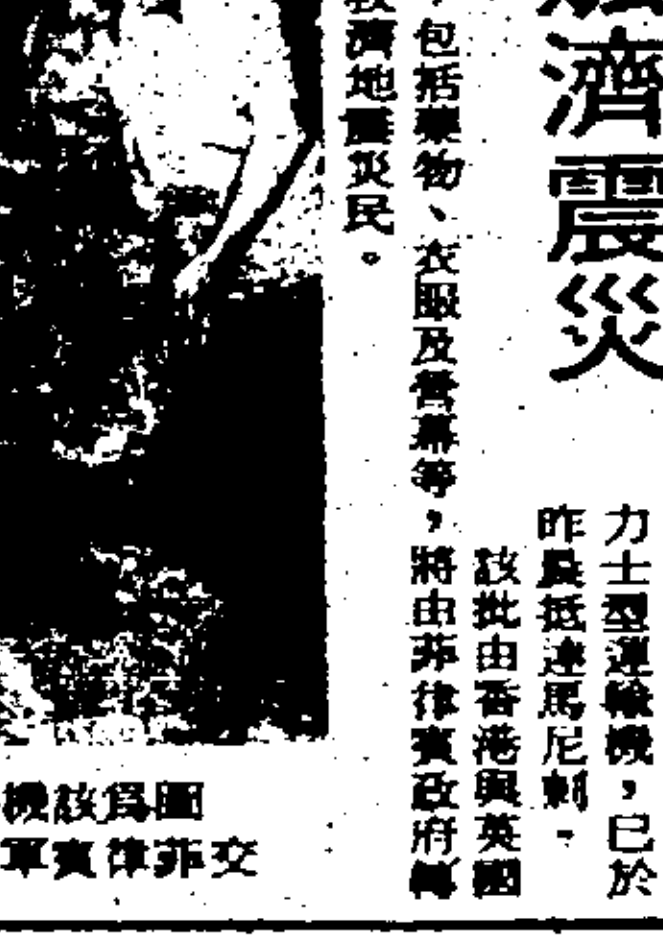 濟震災
力士型運輸機，已於
昨晨抵達馬尼剌。
該批由香港與英國
，包括藥物、衣服及營幕等，將由菲律賓政府轉
濟地震災民。
圖爲該機
交菲律賓軍